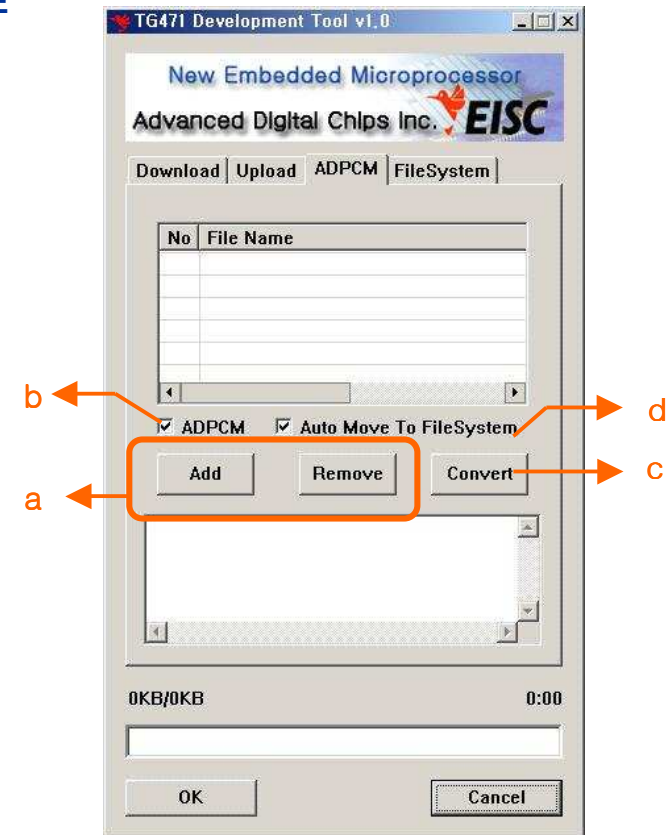 TG471 Development Tool v1.0
New Embedded Microprocessor
Advanced Digital Chips Inc. EISC
Download Upload ADPCM FileSystem
No File Name
b
ADPCM Auto Move To FileSystem
d
Add Remove Convert
c
a
0KB/0KB 0:00
OK Cancel